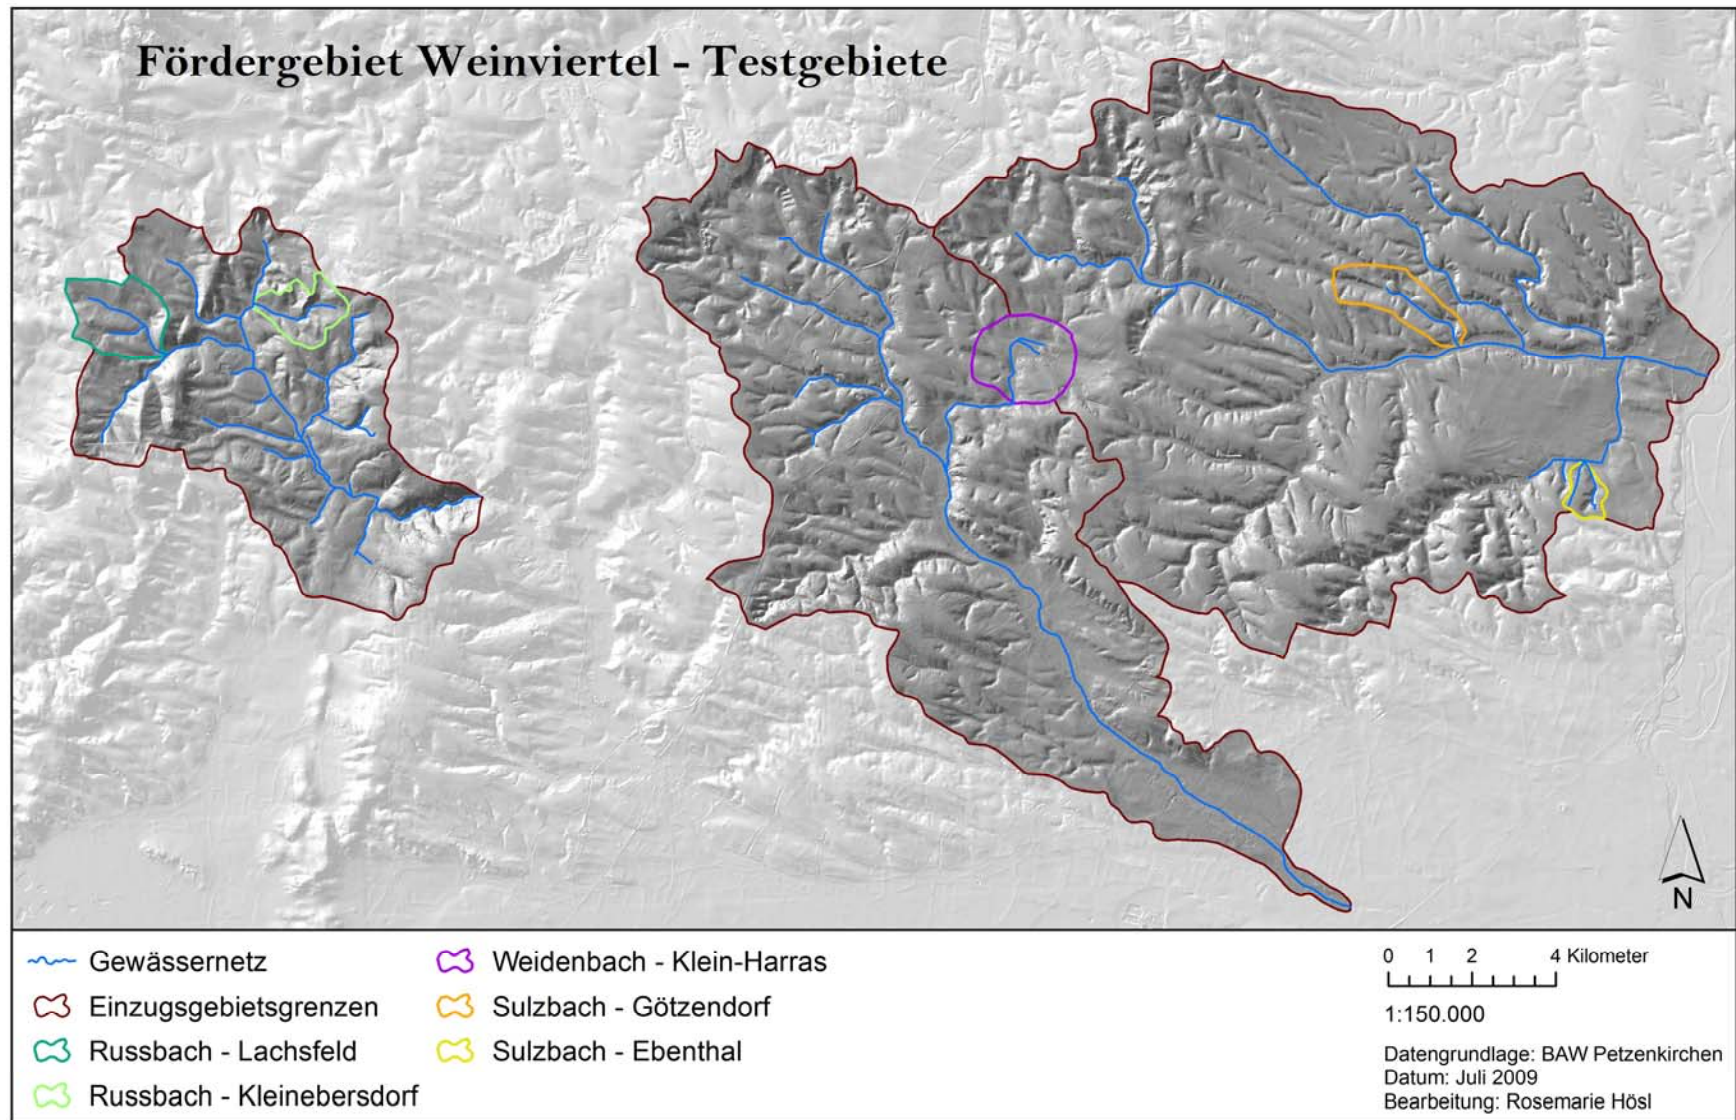 Fördergebiet Weinviertel - Testgebiete
N
Gewässernetz
Einzugsgebietsgrenzen
Russbach - Lachsfeld
Russbach - Kleinebersdorf
Weidenbach - Klein-Harras
Sulzbach - Götzendorf
Sulzbach - Ebenthal
0 1 2 4 Kilometer
1:150.000
Datengrundlage: BAW Petzenkirchen
Datum: Juli 2009
Bearbeitung: Rosemarie Hösl